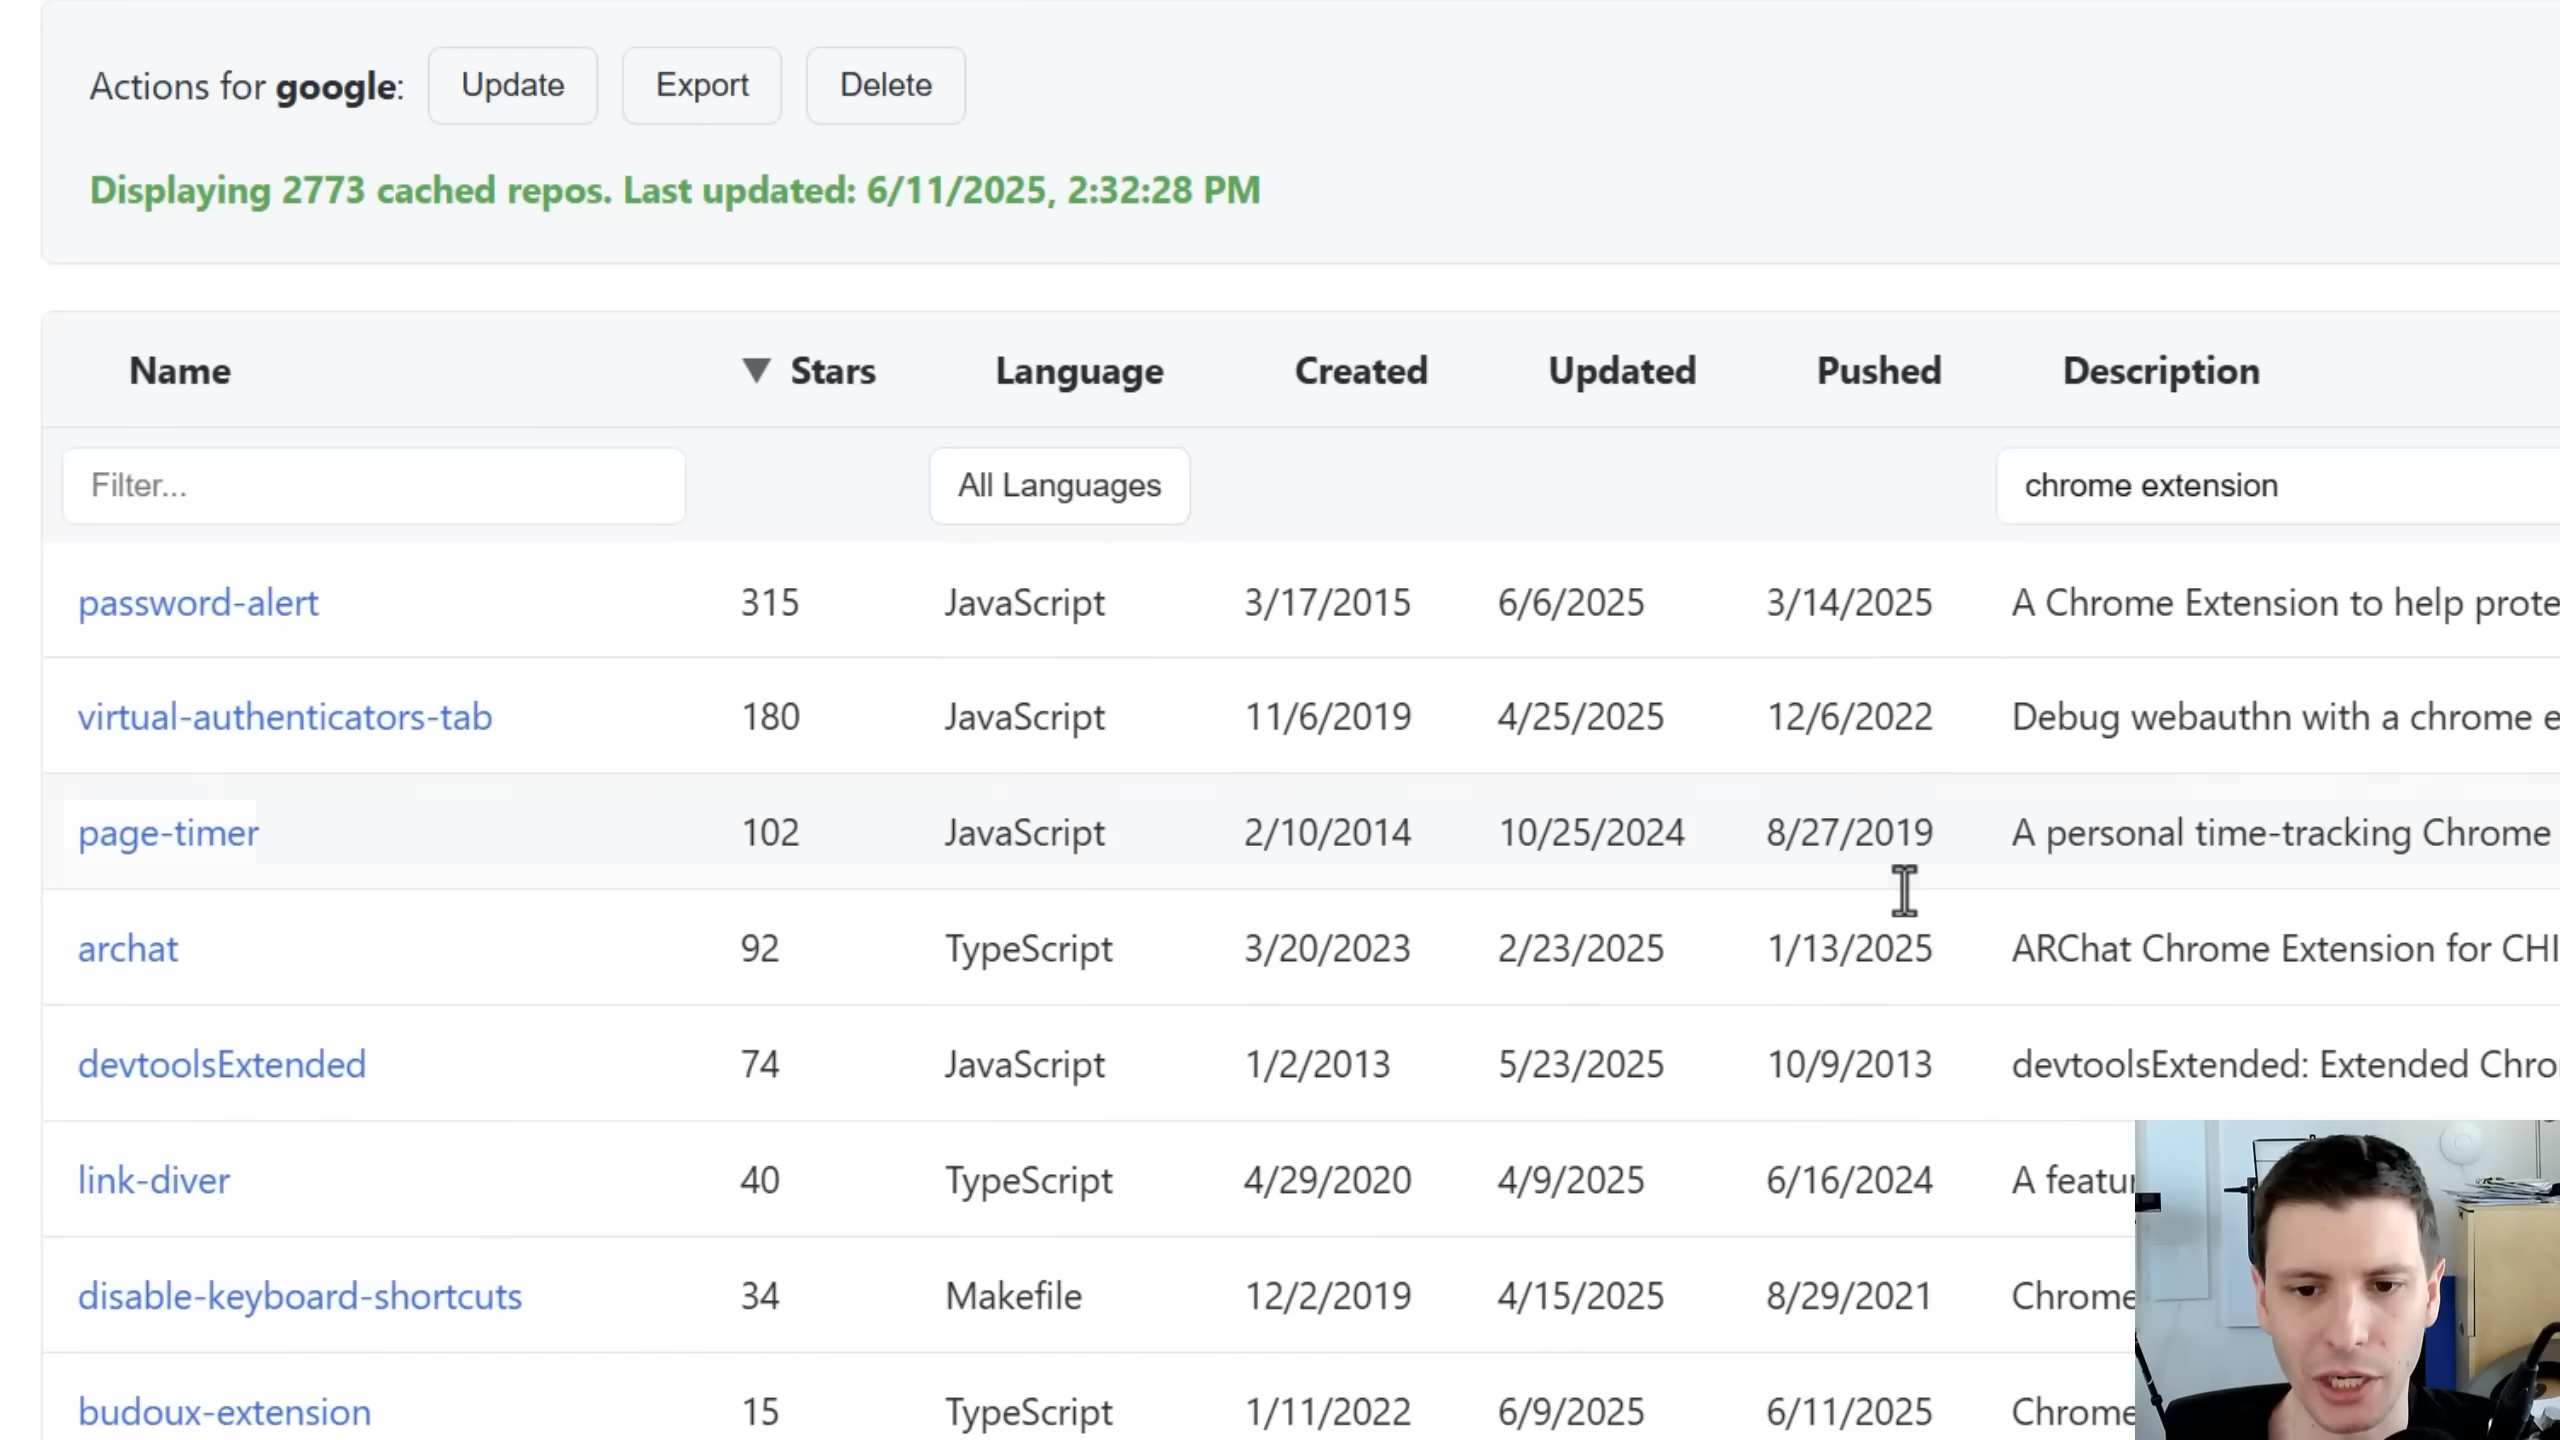 Actions for google: Update Export Delete
Displaying 2773 cached repos. Last updated: 6/11/2025, 2:32:28 PM
Name ▼ Stars Language Created Updated Pushed Description
Filter... All Languages chrome extension
password-alert 315 JavaScript 3/17/2015 6/6/2025 3/14/2025 A Chrome Extension to help prote
virtual-authenticators-tab 180 JavaScript 11/6/2019 4/25/2025 12/6/2022 Debug webauthn with a chrome e
page-timer 102 JavaScript 2/10/2014 10/25/2024 8/27/2019 A personal time-tracking Chrome
archat 92 TypeScript 3/20/2023 2/23/2025 1/13/2025 ARChat Chrome Extension for CHI
devtoolsExtended 74 JavaScript 1/2/2013 5/23/2025 10/9/2013 devtoolsExtended: Extended Chro
link-diver 40 TypeScript 4/29/2020 4/9/2025 6/16/2024 A featur
disable-keyboard-shortcuts 34 Makefile 12/2/2019 4/15/2025 8/29/2021 Chrome
budoux-extension 15 TypeScript 1/11/2022 6/9/2025 6/11/2025 Chrome